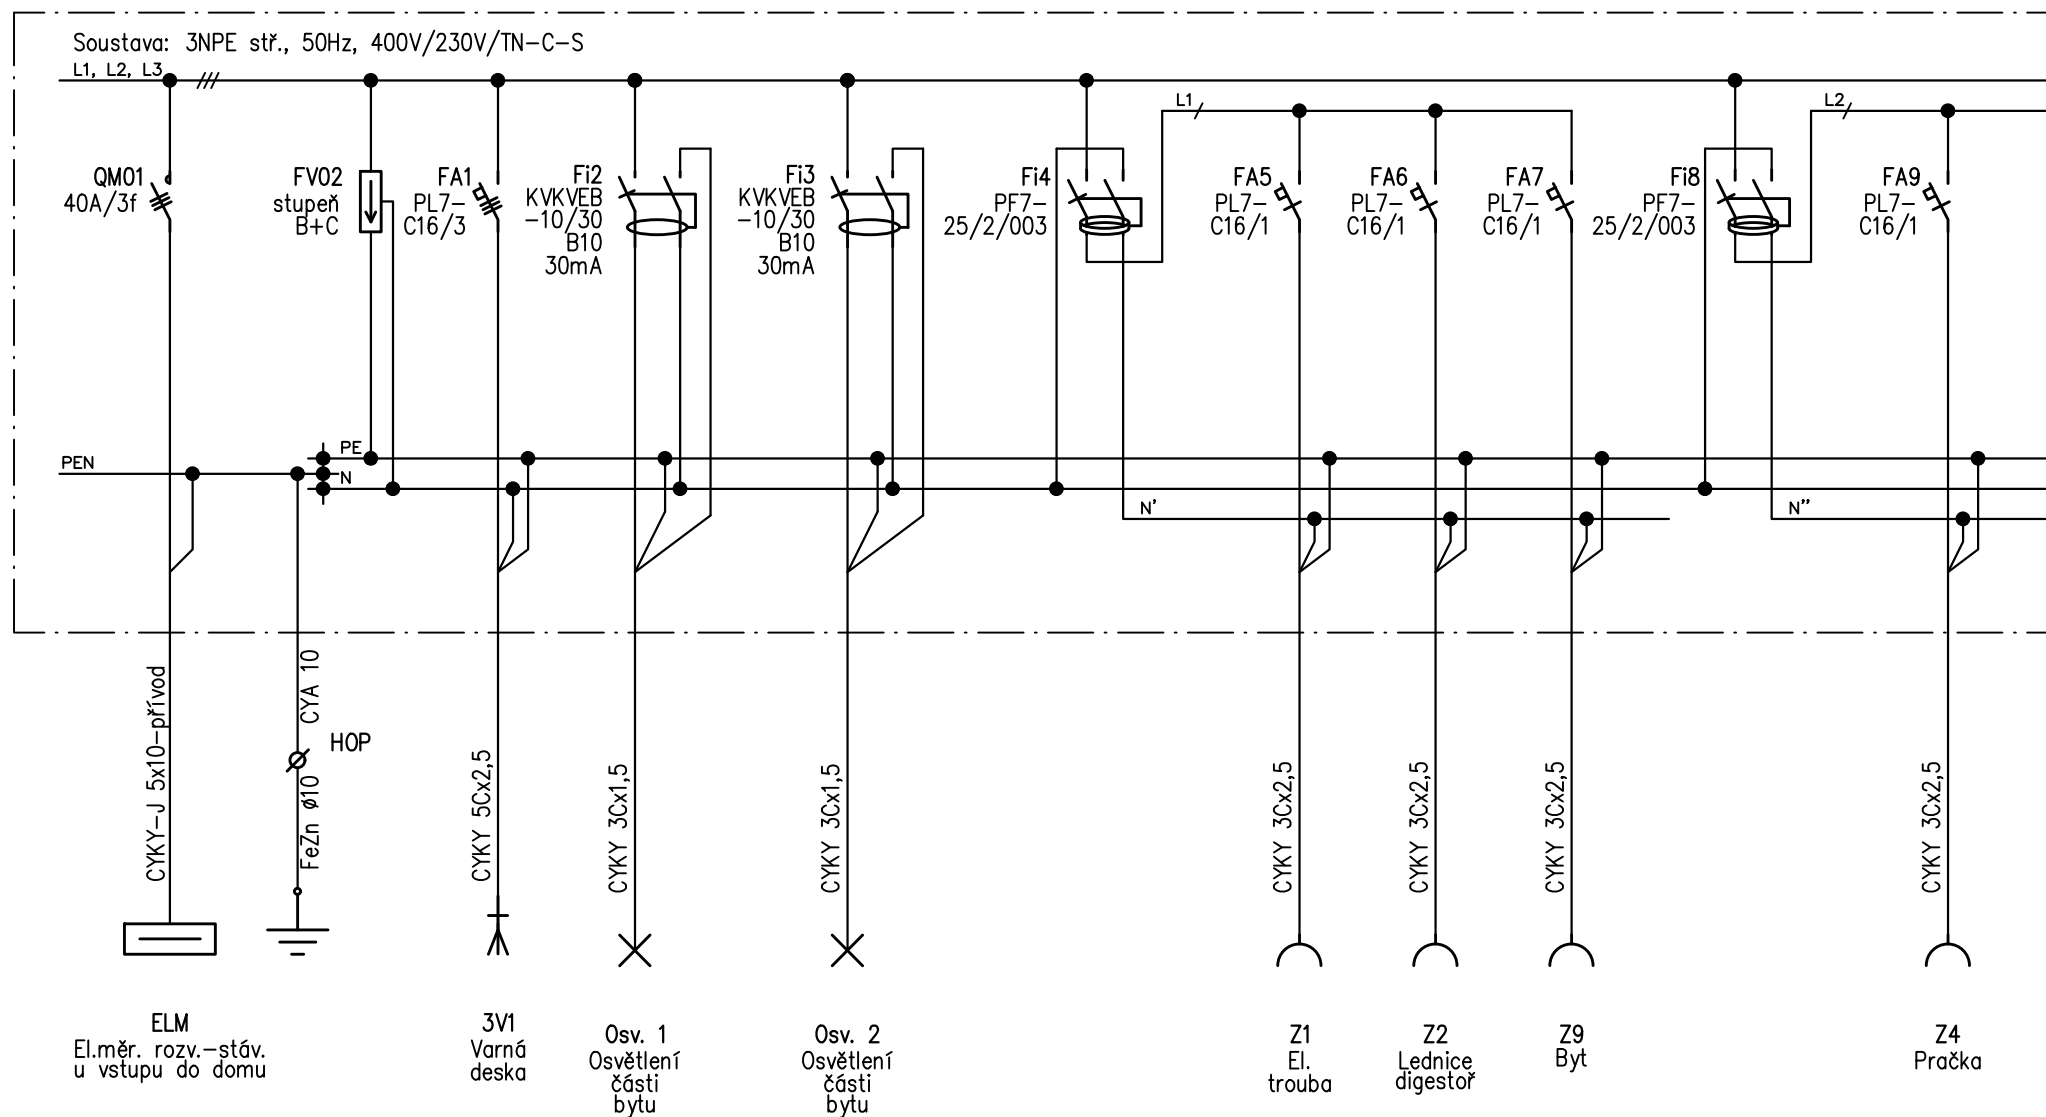 Soustava: 3NPE stř., 50Hz, 400V/230V/TN-C-S
L1, L2, L3
L1
L2
QM01
40A/3f
FV02
stupeň
B+C
FA1
PL7-
C16/3
Fi2
KVKVEB
-10/30
B10
30mA
Fi3
KVKVEB
-10/30
B10
30mA
Fi4
PF7-
25/2/003
FA5
PL7-
C16/1
FA6
PL7-
C16/1
FA7
PL7-
C16/1
Fi8
PF7-
25/2/003
FA9
PL7-
C16/1
PE
PEN
N
N'
N''
CYKY-J 5x10-přívod
CYA 10
HOP
FeZn ø10
CYKY 5Cx2,5
CYKY 3Cx1,5
CYKY 3Cx1,5
CYKY 3Cx2,5
CYKY 3Cx2,5
CYKY 3Cx2,5
CYKY 3Cx2,5
ELM
El.měr. rozv.-stáv.
u vstupu do domu
3V1
Varná
deska
Osv. 1
Osvětlení
části
bytu
Osv. 2
Osvětlení
části
bytu
Z1
El.
trouba
Z2
Lednice
digestoř
Z9
Byt
Z4
Pračka